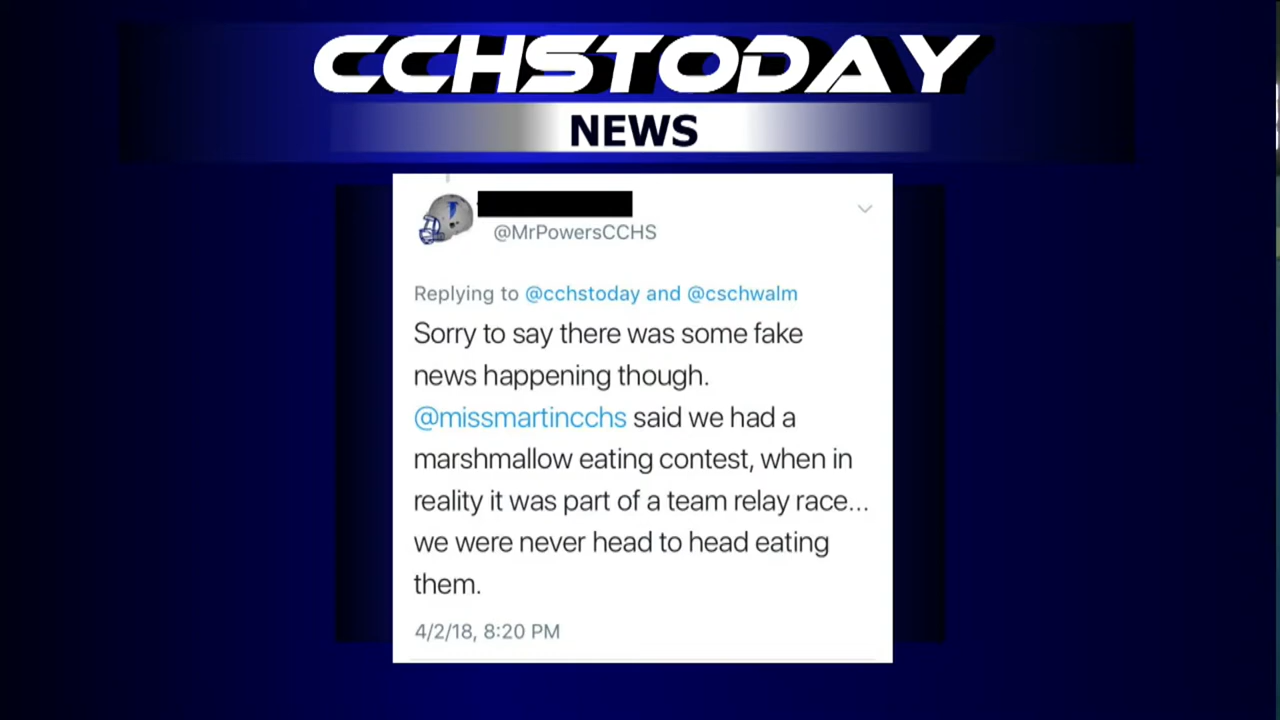 CCHSTODAY
NEWS
@MrPowersCCHS
Replying to @cchstoday and @cschwalm
Sorry to say there was some fake
news happening though.
@missmartincchs said we had a
marshmallow eating contest, when in
reality it was part of a team relay race...
we were never head to head eating
them.
4/2/18, 8:20 PM